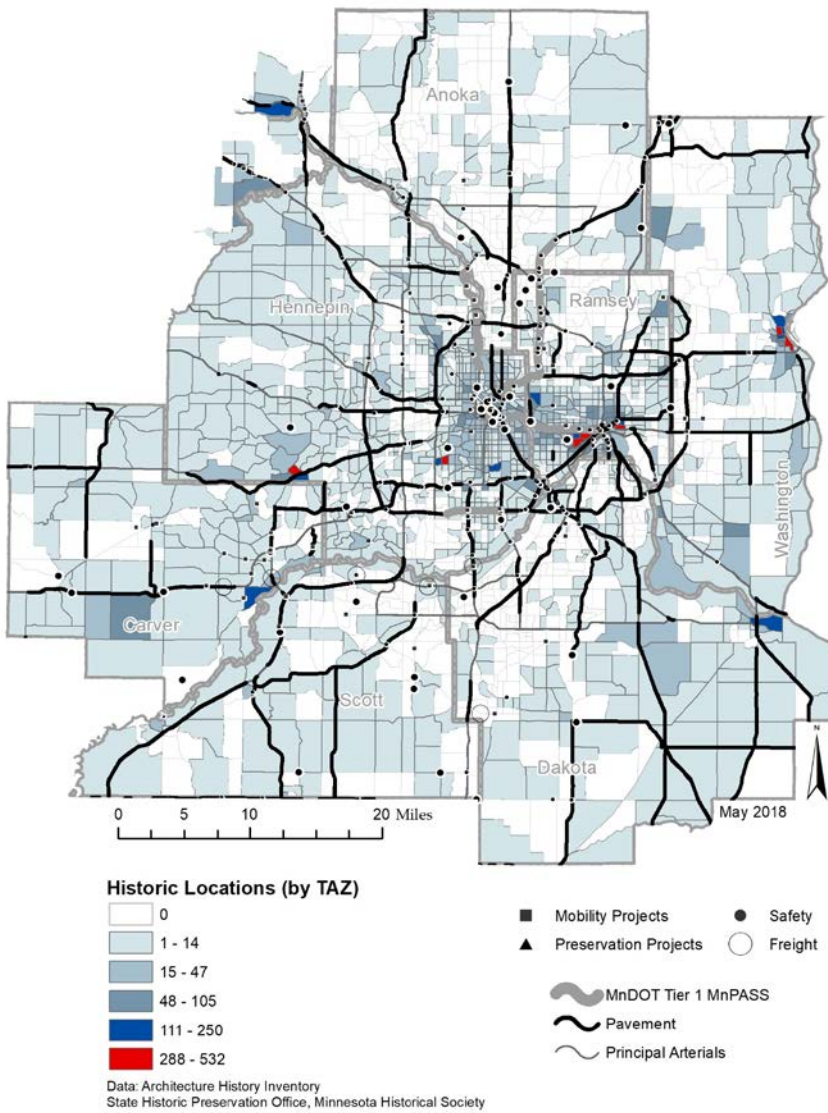 Anoka
Hennepin
Ramsey
Washington
Carver
Scott
Dakota
N
May 2018
0 5 10 20 Miles
Historic Locations (by TAZ)
0
1 - 14
15 - 47
48 - 105
111 - 250
288 - 532
Mobility Projects
Safety
Preservation Projects
Freight
MnDOT Tier 1 MnPASS
Pavement
Principal Arterials
Data: Architecture History Inventory
State Historic Preservation Office, Minnesota Historical Society